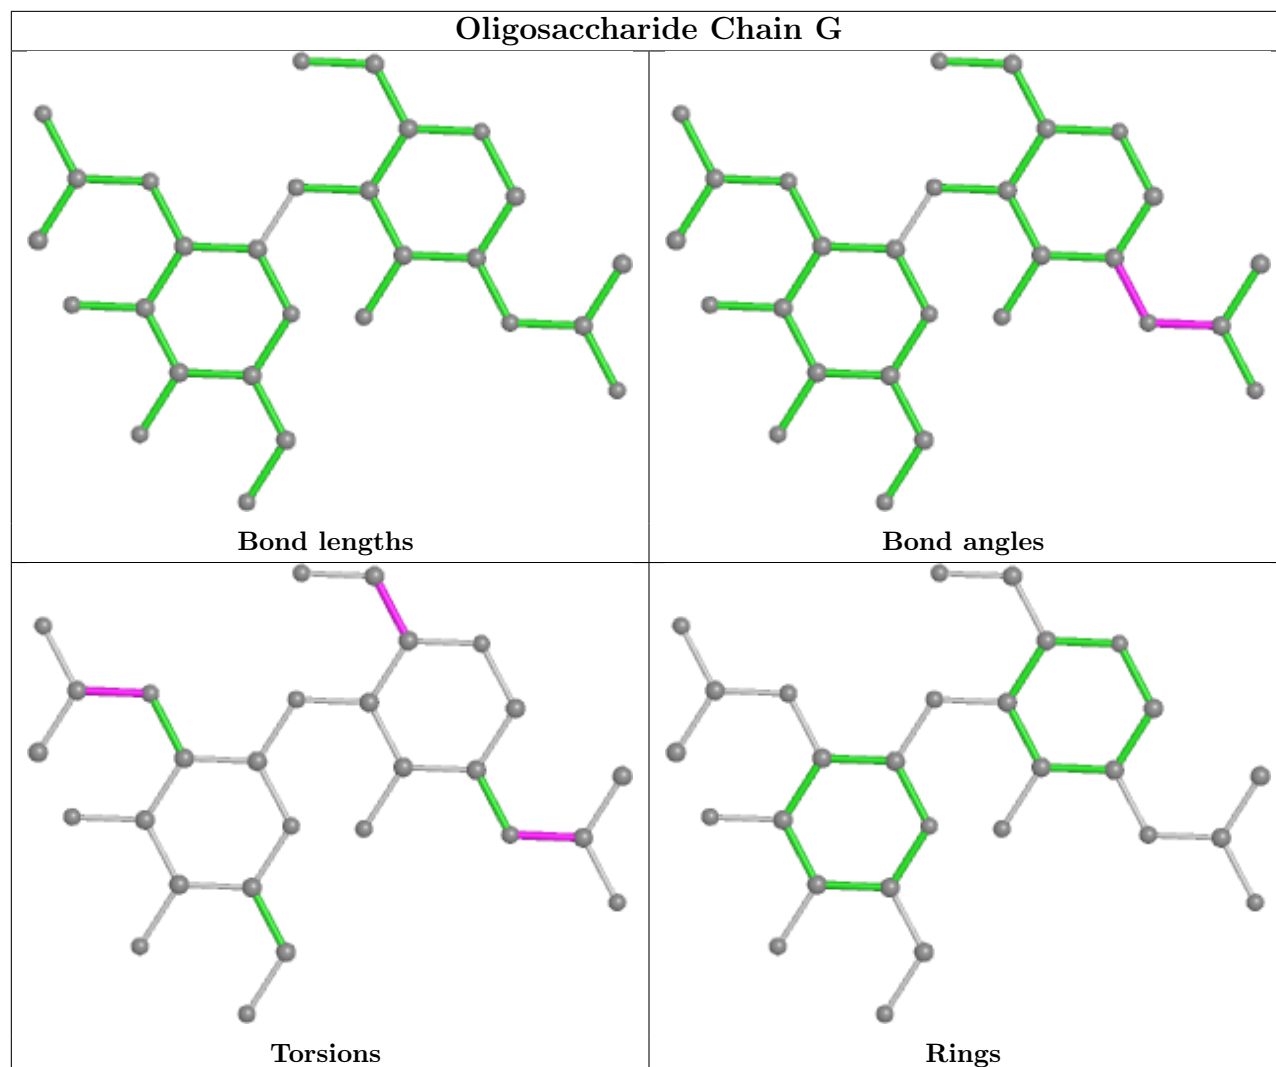 Oligosaccharide Chain G
Bond lengths
Bond angles
Torsions
Rings